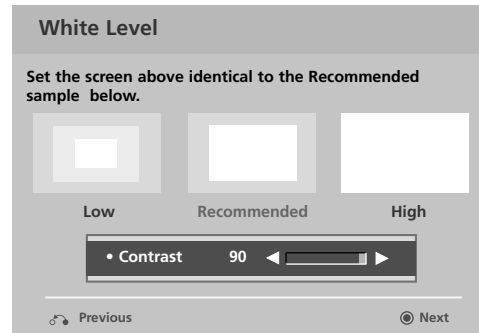 White Level
Set the screen above identical to the Recommended
sample below.
Low Recommended High
• Contrast 90
Previous Next